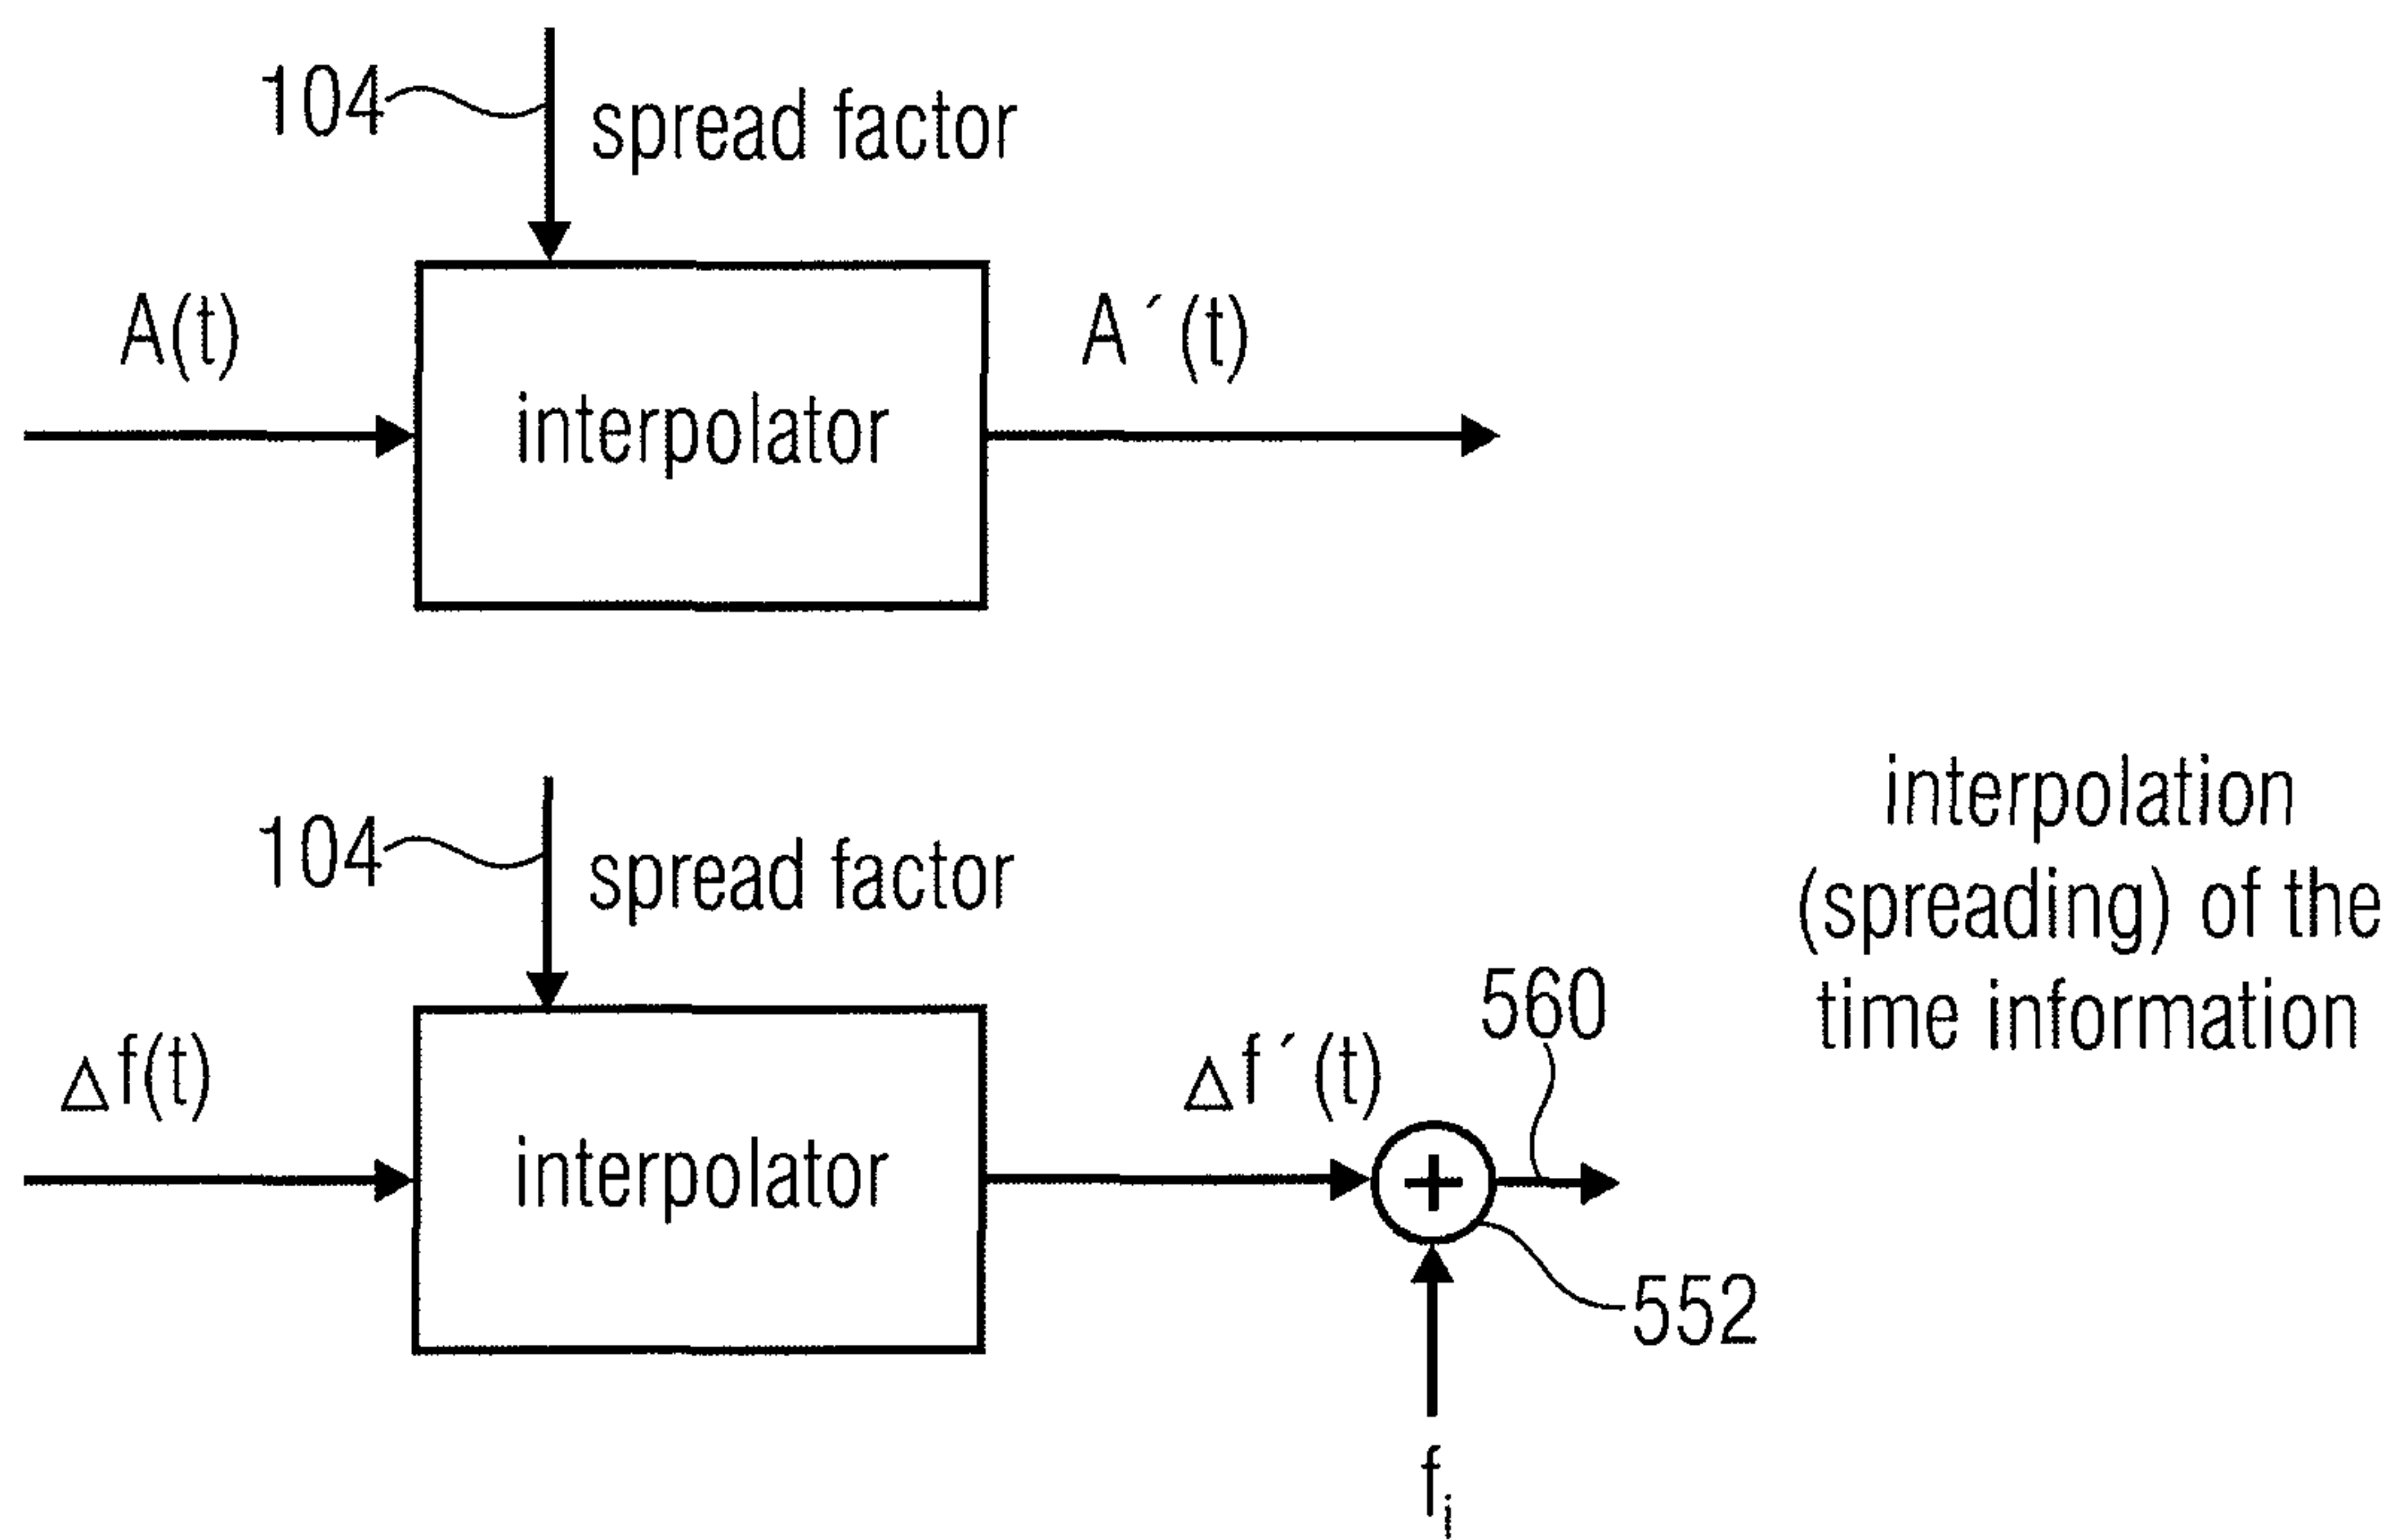 104
spread factor
A(t)
interpolator
A´(t)
104
spread factor
Δf(t)
interpolator
Δf´(t)
+
560
552
fi
interpolation
(spreading) of the
time information